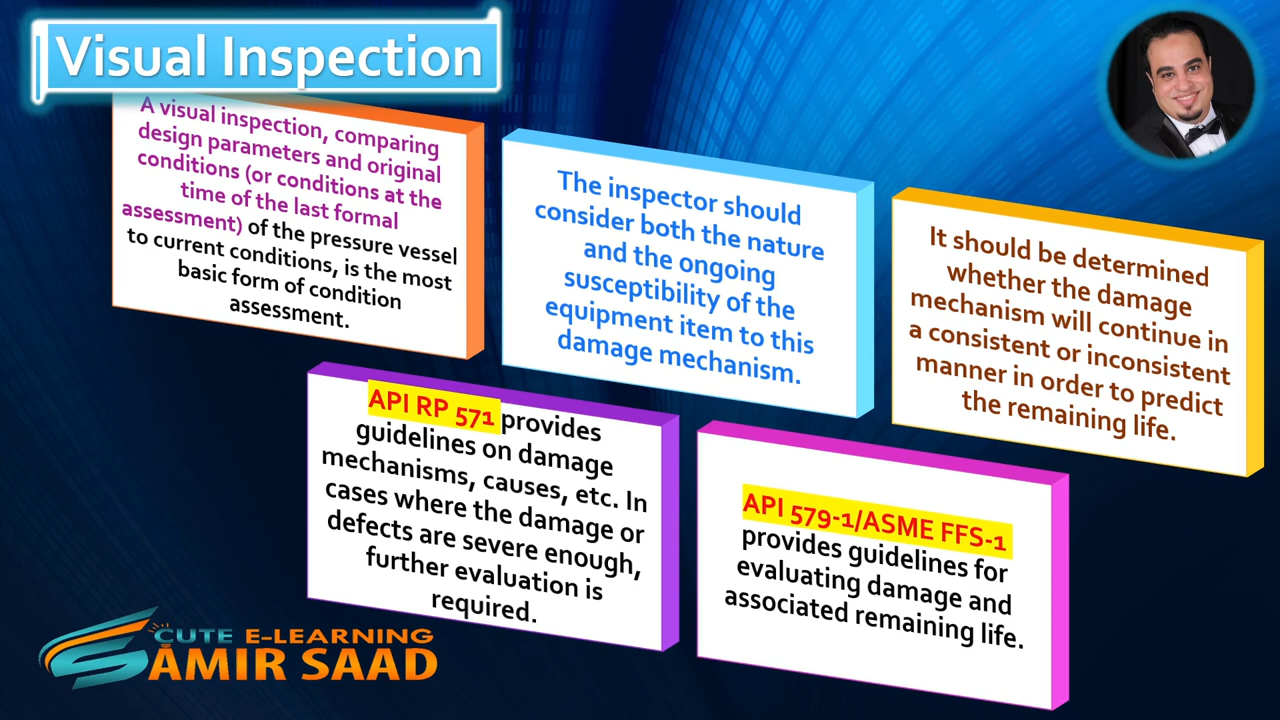 Visual Inspection
A visual inspection, comparing
design parameters and original
conditions (or conditions at the
time of the last formal
assessment) of the pressure vessel
to current conditions, is the most
basic form of condition
assessment.
The inspector should
consider both the nature
and the ongoing
susceptibility of the
equipment item to this
damage mechanism.
It should be determined
whether the damage
mechanism will continue in
a consistent or inconsistent
manner in order to predict
the remaining life.
API RP 571 provides
guidelines on damage
mechanisms, causes, etc. In
cases where the damage or
defects are severe enough,
further evaluation is
required.
API 579-1/ASME FFS-1
provides guidelines for
evaluating damage and
associated remaining life.
CUTE E-LEARNING
AMIR SAAD